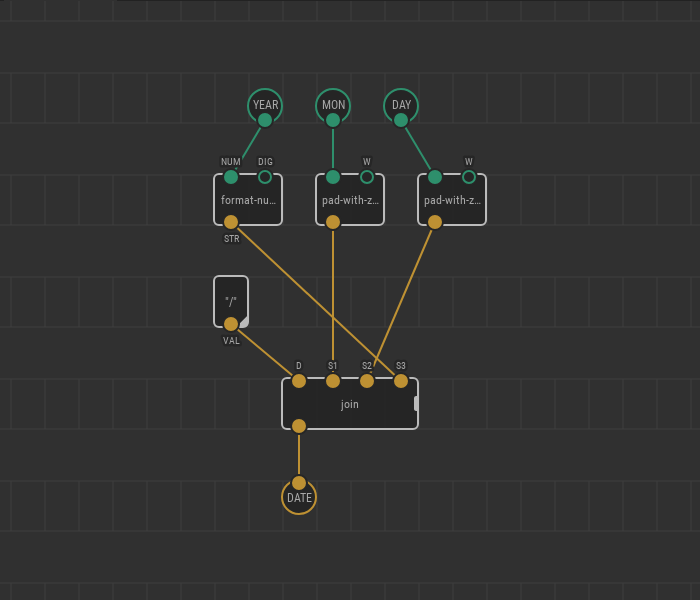 YEAR MON DAY
NUM DIG W W
format-nu... pad-with-z... pad-with-z...
STR
"/"
VAL
D S1 S2 S3
join
DATE